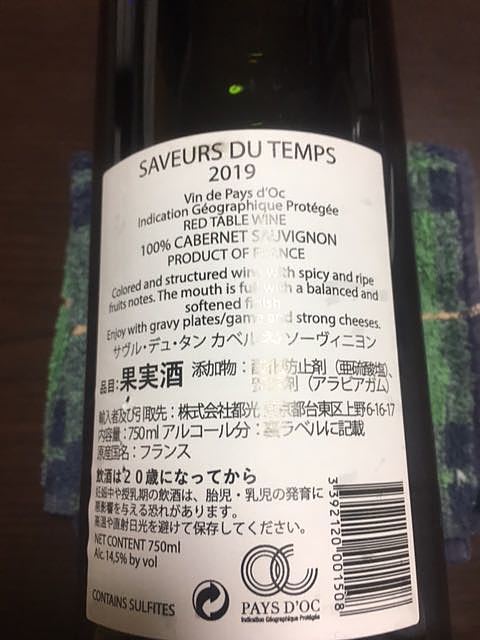 SAVEURS DU TEMPS
2019
Vin de Pays d'Oc
Indication Géographique Protégée
RED TABLE WINE
100% CABERNET SAUVIGNON
PRODUCT OF FRANCE
Colored and structured wine with spicy and ripe
fruits notes. The mouth is full with a balanced and
softened finish
Enjoy with gravy plates/game and strong cheeses.
サヴル・デュ・タン カベルネ・ソーヴィニヨン
品目:果実酒 添加物:酸化防止剤(亜硫酸塩)、
安定剤(アラビアガム)
輸入者及び引取先:株式会社都光 東京都台東区上野6-16-17
内容量:750ml アルコール分:裏ラベルに記載
原産国名:フランス
飲酒は20歳になってから
妊娠中や授乳期の飲酒は、胎児・乳児の発育に
悪影響を与える恐れがあります。
高温や直射日光を避けて保存してください。
NET CONTENT 750ml
Alc. 14,5% by vol
CONTAINS SULFITES
PAYS D'OC
Indication Géographique Protégée
3 392120 001508